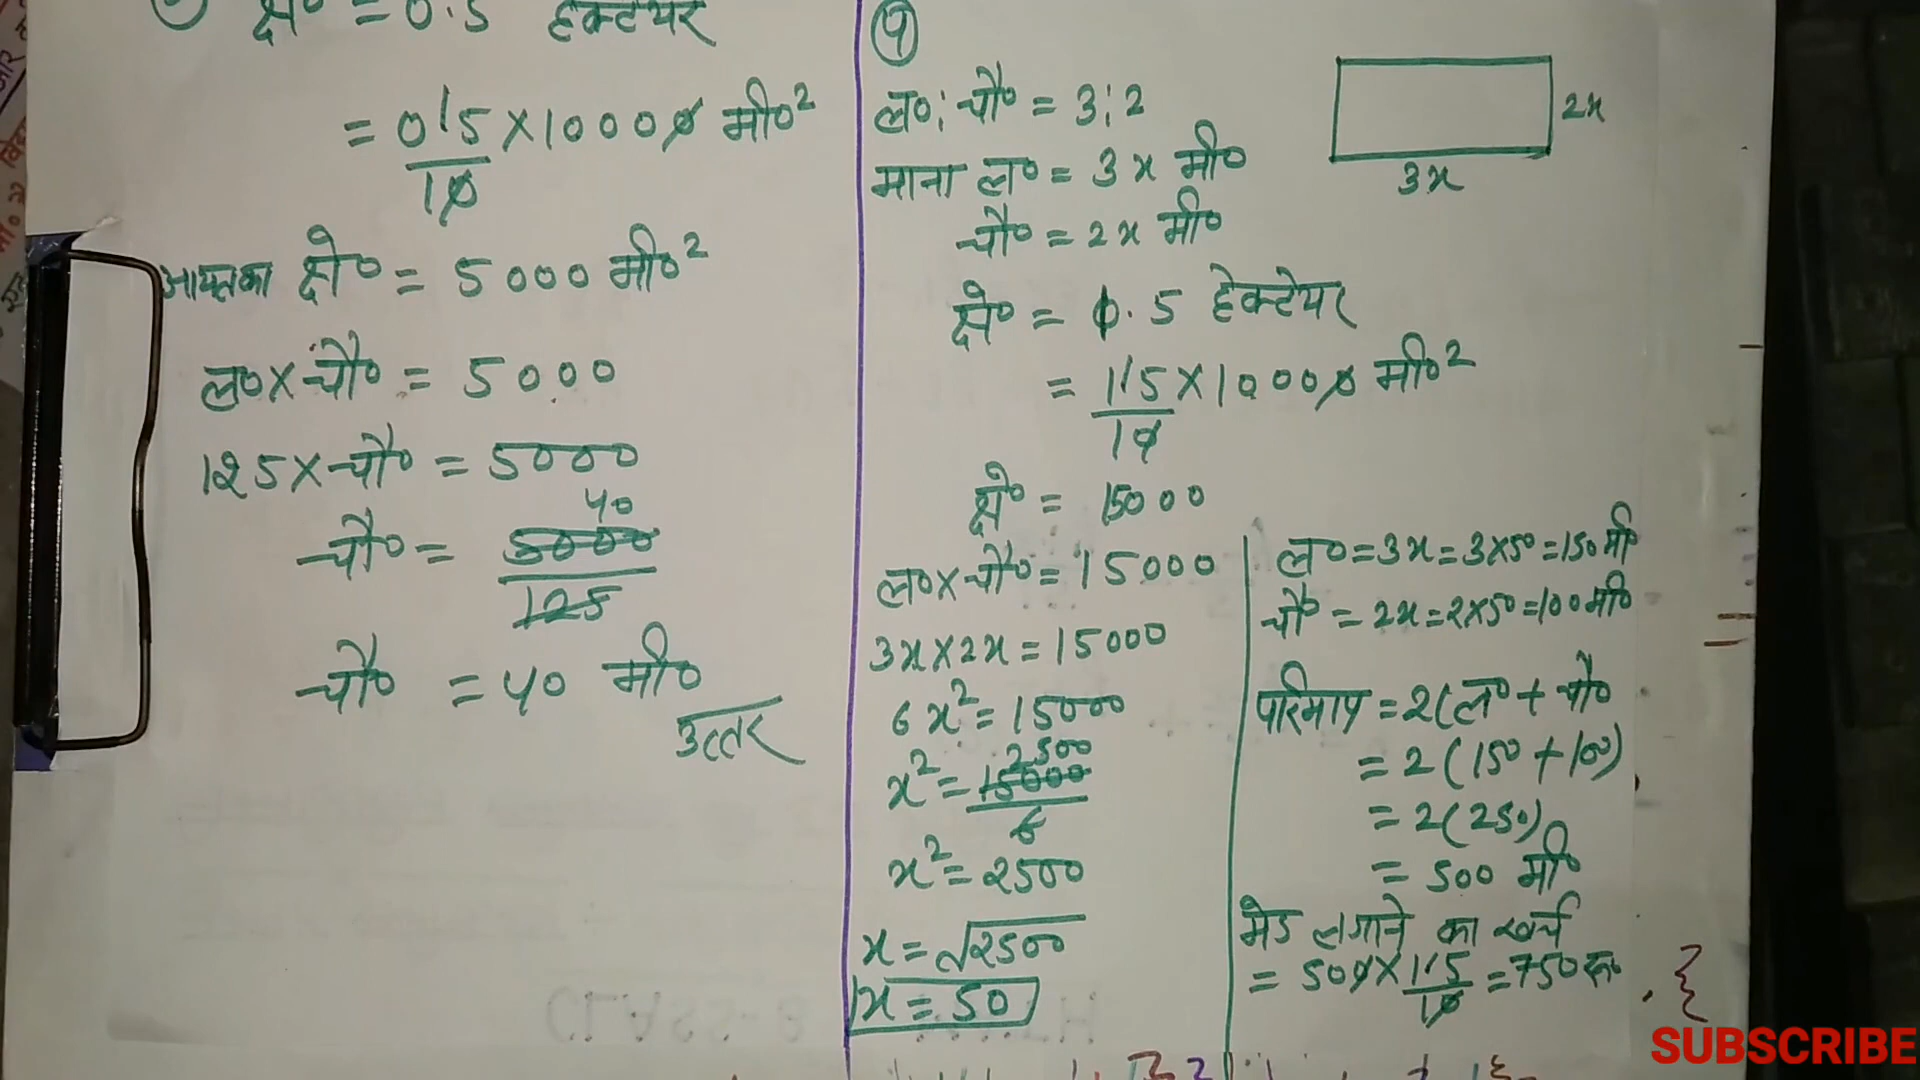 क्षे० = 0.5 हेक्टेयर
= 0/5 × 10000 मी०²
10
आयत का क्षे० = 5000 मी०²
ल० × चौ० = 5000
125 × चौ० = 5000
40
चौ० = 5000
125
चौ० = 40 मी०
उत्तर
9
ल० : चौ० = 3 : 2
माना ल० = 3x मी०
चौ० = 2x मी०
2x
3x
क्षे० = 1.5 हेक्टेयर
= 1/5 × 10000 मी०²
10
क्षे० = 15000
ल० × चौ० = 15000
3x × 2x = 15000
6x² = 15000
2500
x² = 15000
6
x² = 2500
x = √2500
x = 50
ल० = 3x = 3×50 = 150 मी०
चौ० = 2x = 2×50 = 100 मी०
परिमाप = 2(ल० + चौ०
= 2(150 + 100)
= 2(250)
= 500 मी०
मेड लगाने का खर्च
= 500 × 1/5 = 750 रू०
10
SUBSCRIBE